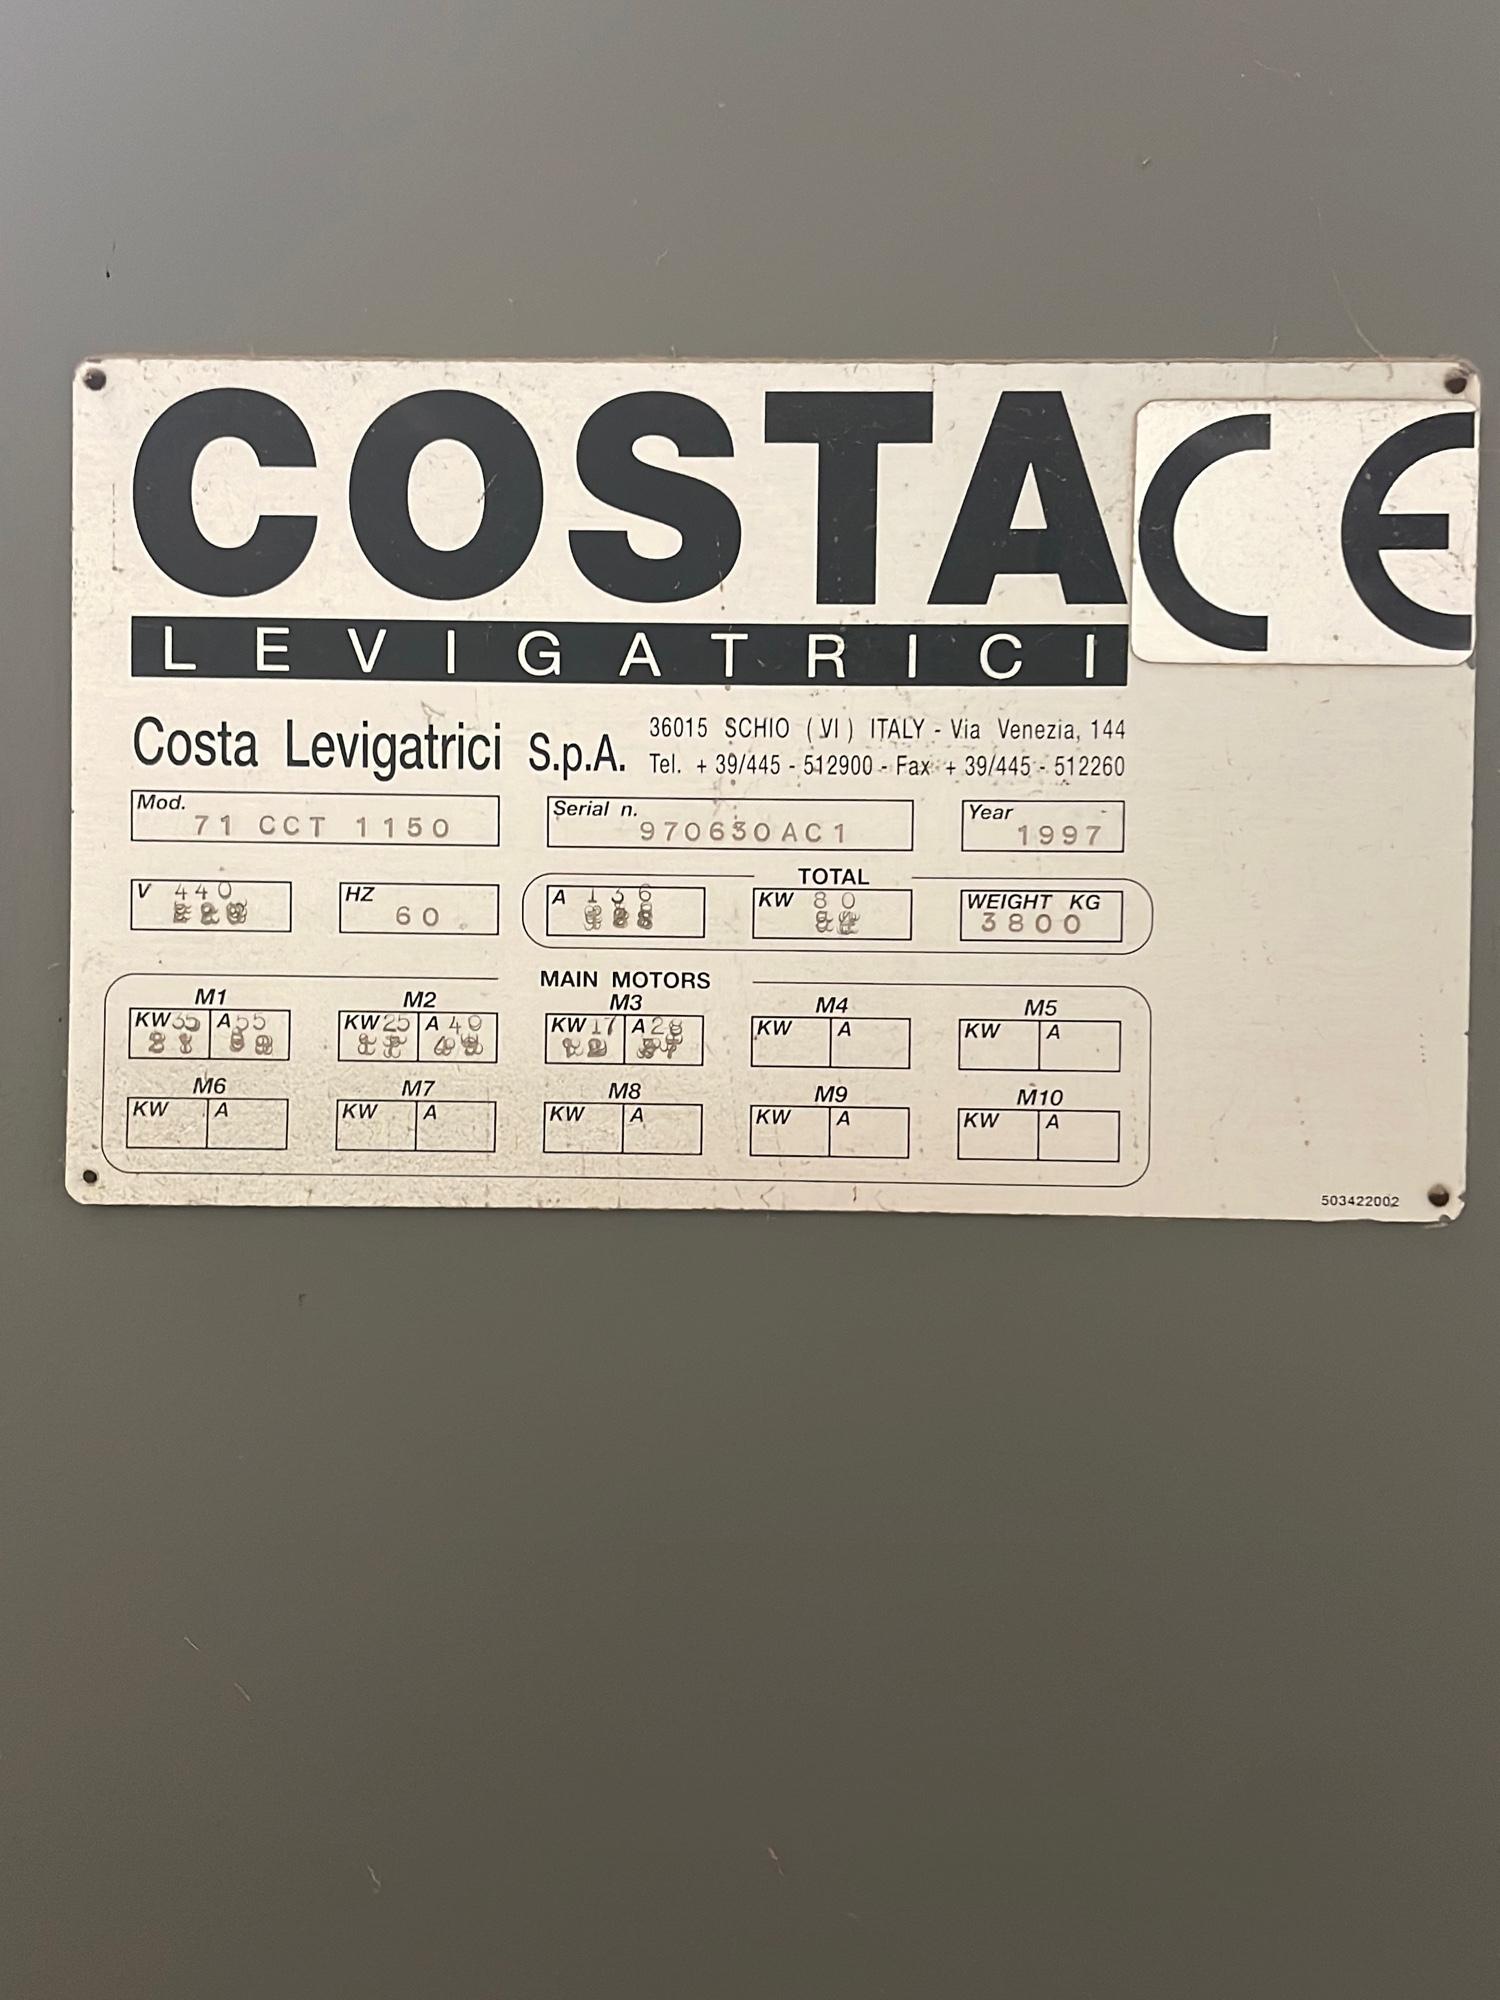 COSTA CE
LEVIGATRICI
Costa Levigatrici S.p.A.
36015 SCHIO (VI) ITALY - Via Venezia, 144
Tel. + 39/445 - 512900 - Fax + 39/445 - 512260
Mod. 71 CCT 1150
Serial n. 970630AC1
Year 1997
TOTAL
V 440
HZ 60
A 136
KW 80
WEIGHT KG 3800
MAIN MOTORS
M1 M2 M3 M4 M5
KW 35 A 55 KW 25 A 40 KW 17 A 28 KW A KW A
M6 M7 M8 M9 M10
KW A KW A KW A KW A KW A
503422002